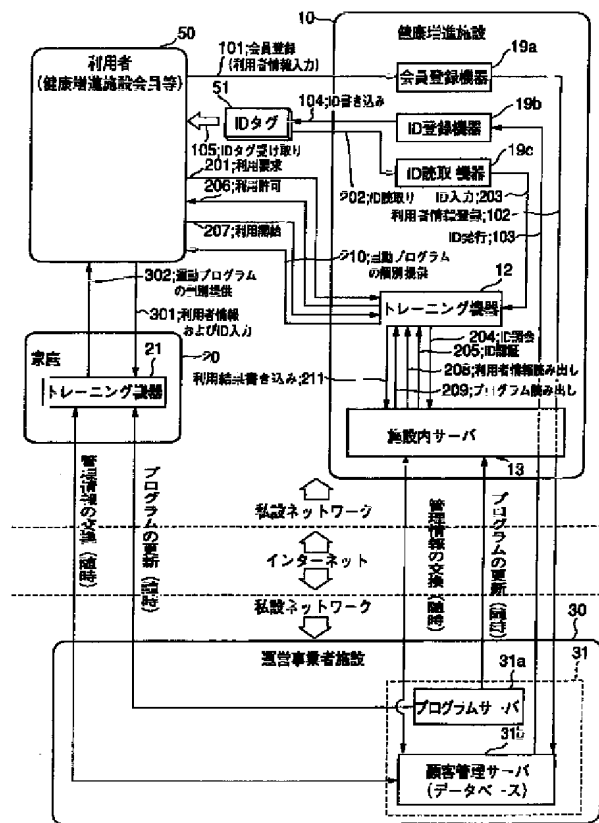 50
利用者
(健康増進施設会員等)
101;会員登録
(利用者情報入力)
10
健康増進施設
19a
会員登録機器
51
IDタグ
104;ID書き込み
19b
ID登録機器
105;IDタグ受け取り
19c
ID読取機器
201;利用要求
206;利用許可
202;ID読取り
ID入力;203
利用者情報登録;102
ID発行;103
207;利用開始
210;運動プログラム
の個別提供
12
トレーニング機器
302;運動プログラム
の個別提供
301;利用者情報
およびID入力
204;ID照会
205;ID認証
208;利用者情報読み出し
利用結果書き込み;211
209;プログラム読み出し
家庭
20
21
トレーニング機器
施設内サーバ
13
管理情報の交換(随時)
プログラムの更新(随時)
管理情報の交換(随時)
プログラムの更新(随時)
私設ネットワーク
インターネット
私設ネットワーク
30
運営事業者施設
31
31a
プログラムサーバ
31b
顧客管理サーバ
(データベース)